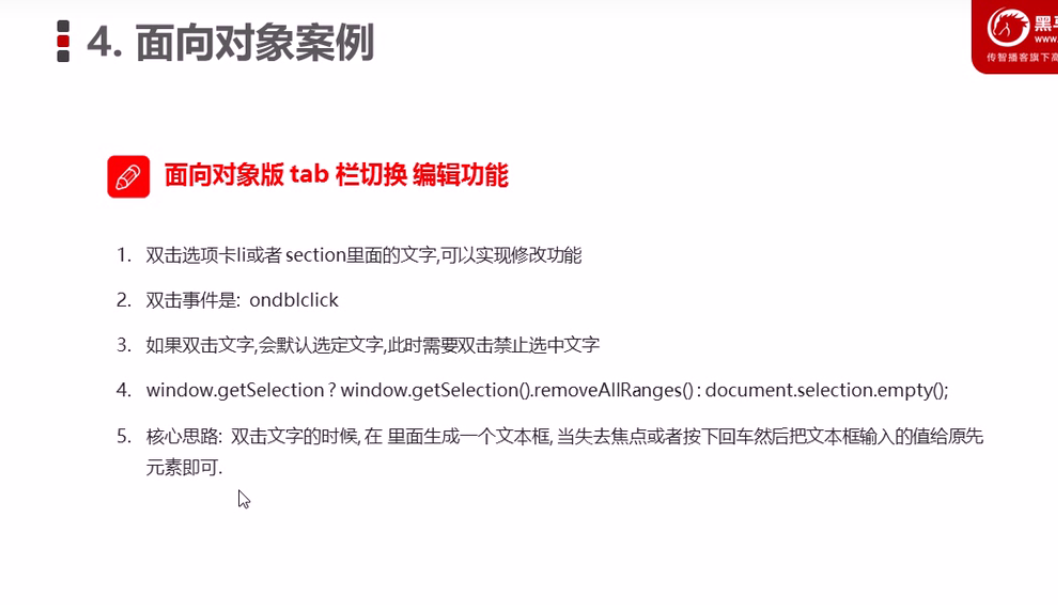 4. 面向对象案例
黑
www.
传智播客旗下高
面向对象版 tab 栏切换 编辑功能
1. 双击选项卡li或者 section里面的文字,可以实现修改功能
2. 双击事件是: ondblclick
3. 如果双击文字,会默认选定文字,此时需要双击禁止选中文字
4. window.getSelection ? window.getSelection().removeAllRanges() : document.selection.empty();
5. 核心思路: 双击文字的时候, 在 里面生成一个文本框, 当失去焦点或者按下回车然后把文本框输入的值给原先
元素即可.